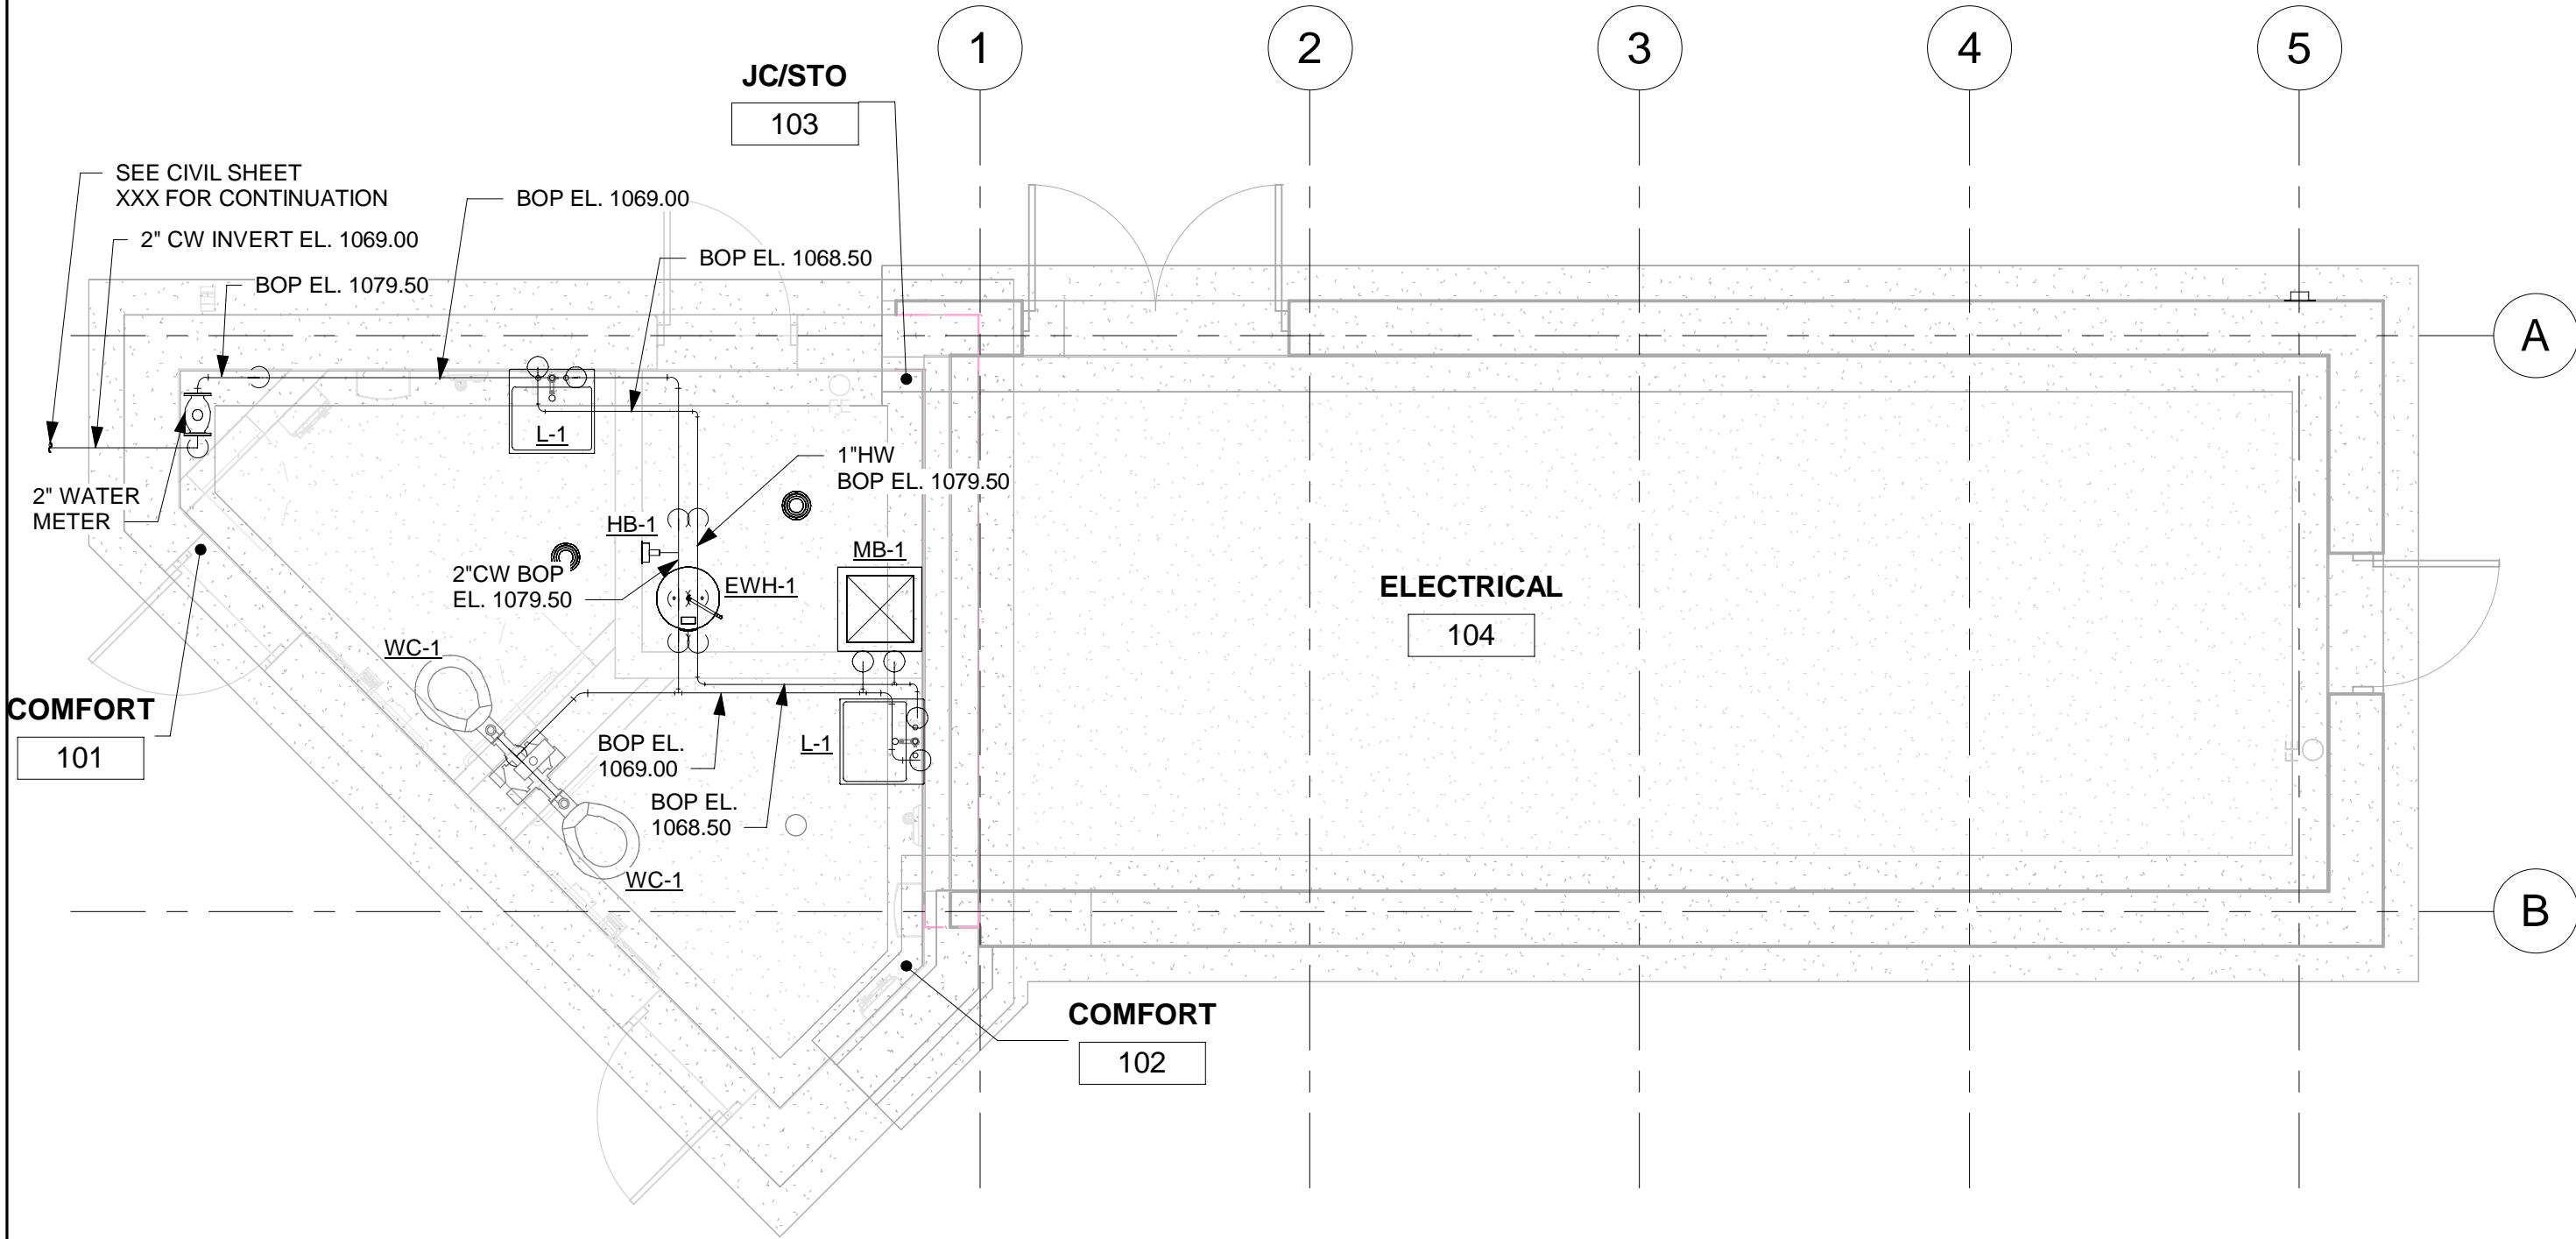 1
2
3
4
5
JC/STO
103
SEE CIVIL SHEET
XXX FOR CONTINUATION
BOP EL. 1069.00
2" CW INVERT EL. 1069.00
BOP EL. 1068.50
BOP EL. 1079.50
A
L-1
1"HW
BOP EL. 1079.50
2" WATER
METER
HB-1
MB-1
2"CW BOP
EL. 1079.50
EWH-1
ELECTRICAL
104
WC-1
COMFORT
101
L-1
BOP EL.
1069.00
BOP EL.
1068.50
FE
FE
WC-1
B
COMFORT
102